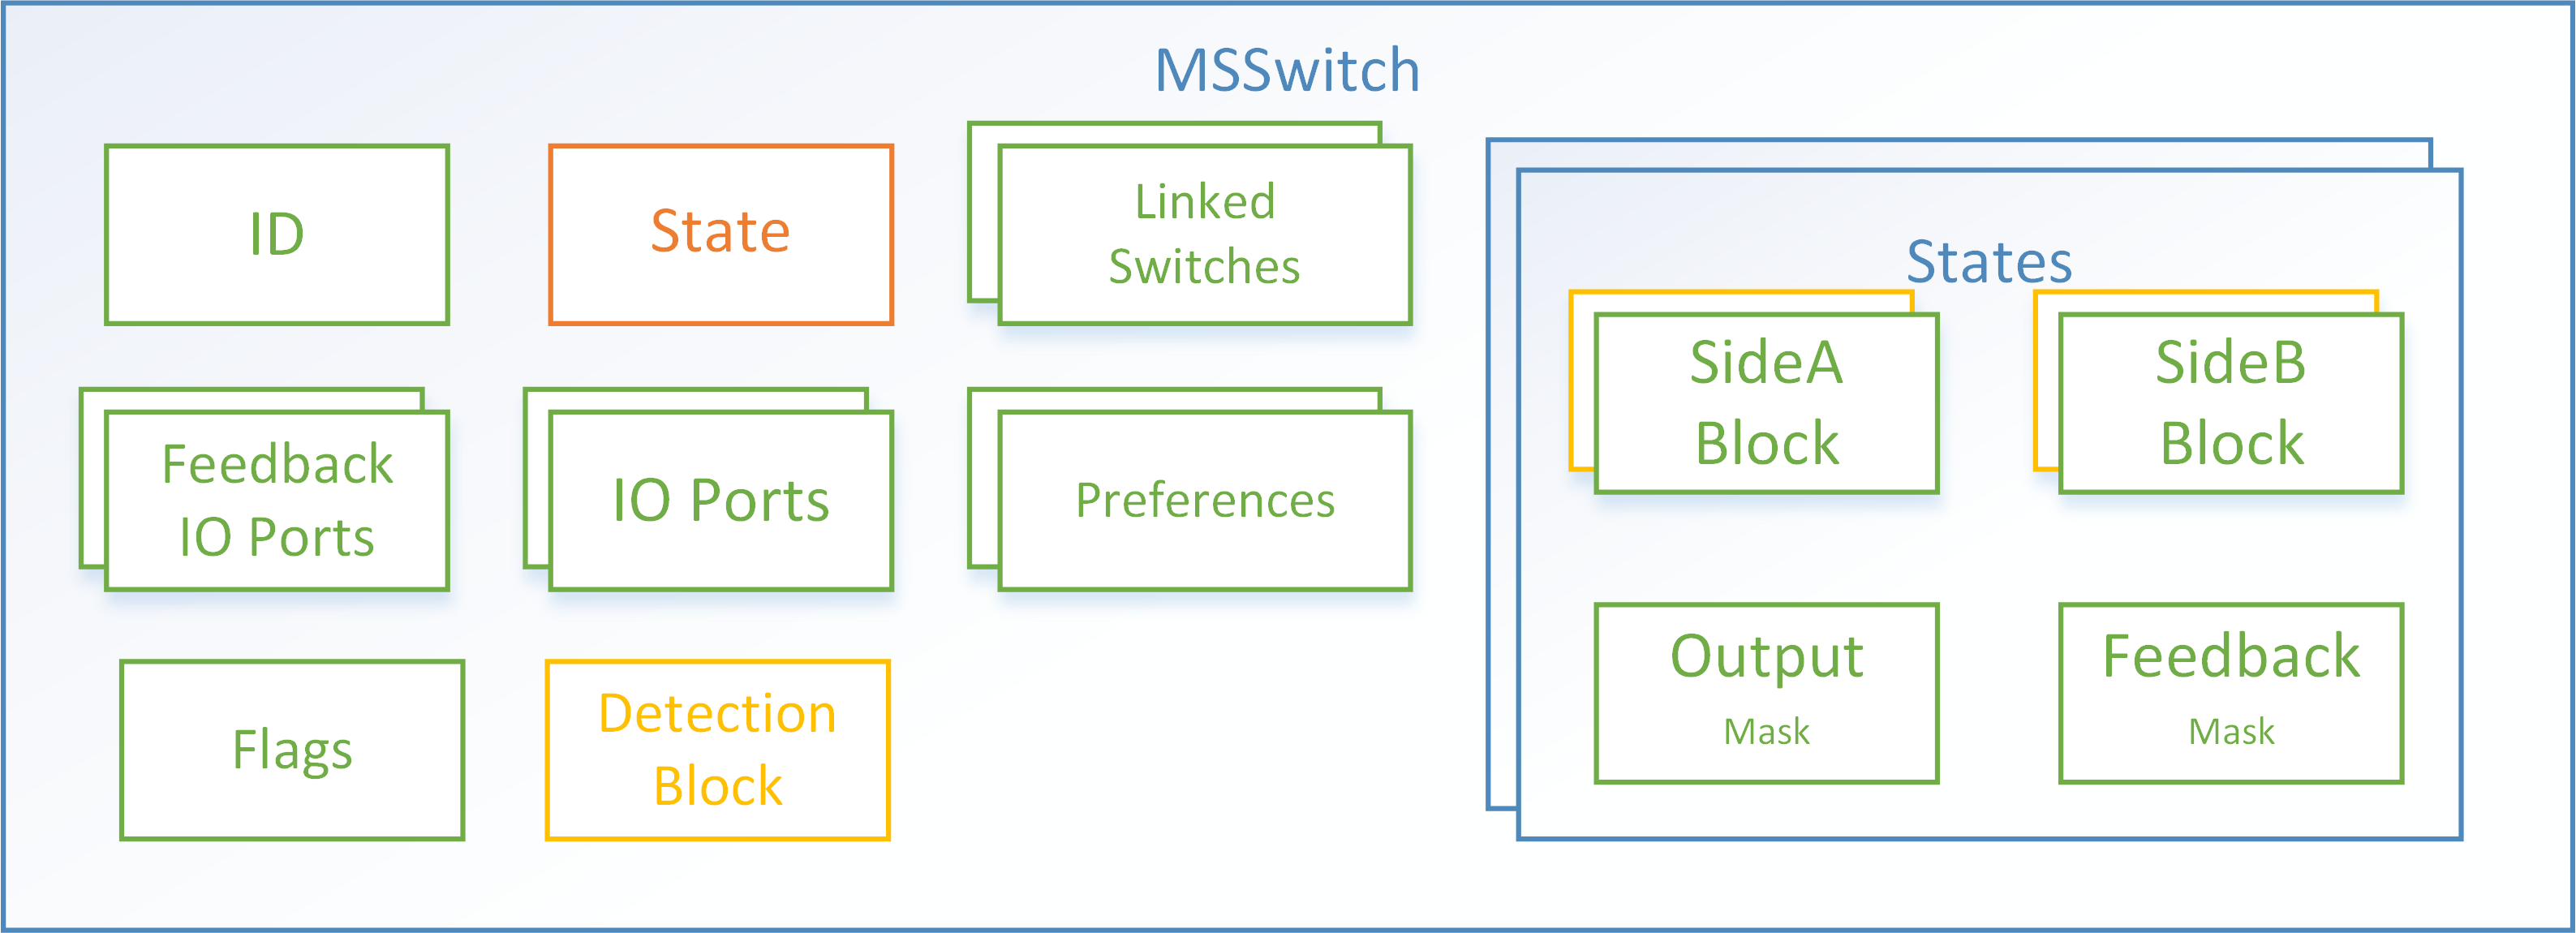 MSSwitch
ID
State
Linked
Switches
Feedback
IO Ports
IO Ports
Preferences
Flags
Detection
Block
States
SideA
Block
SideB
Block
Output
Mask
Feedback
Mask